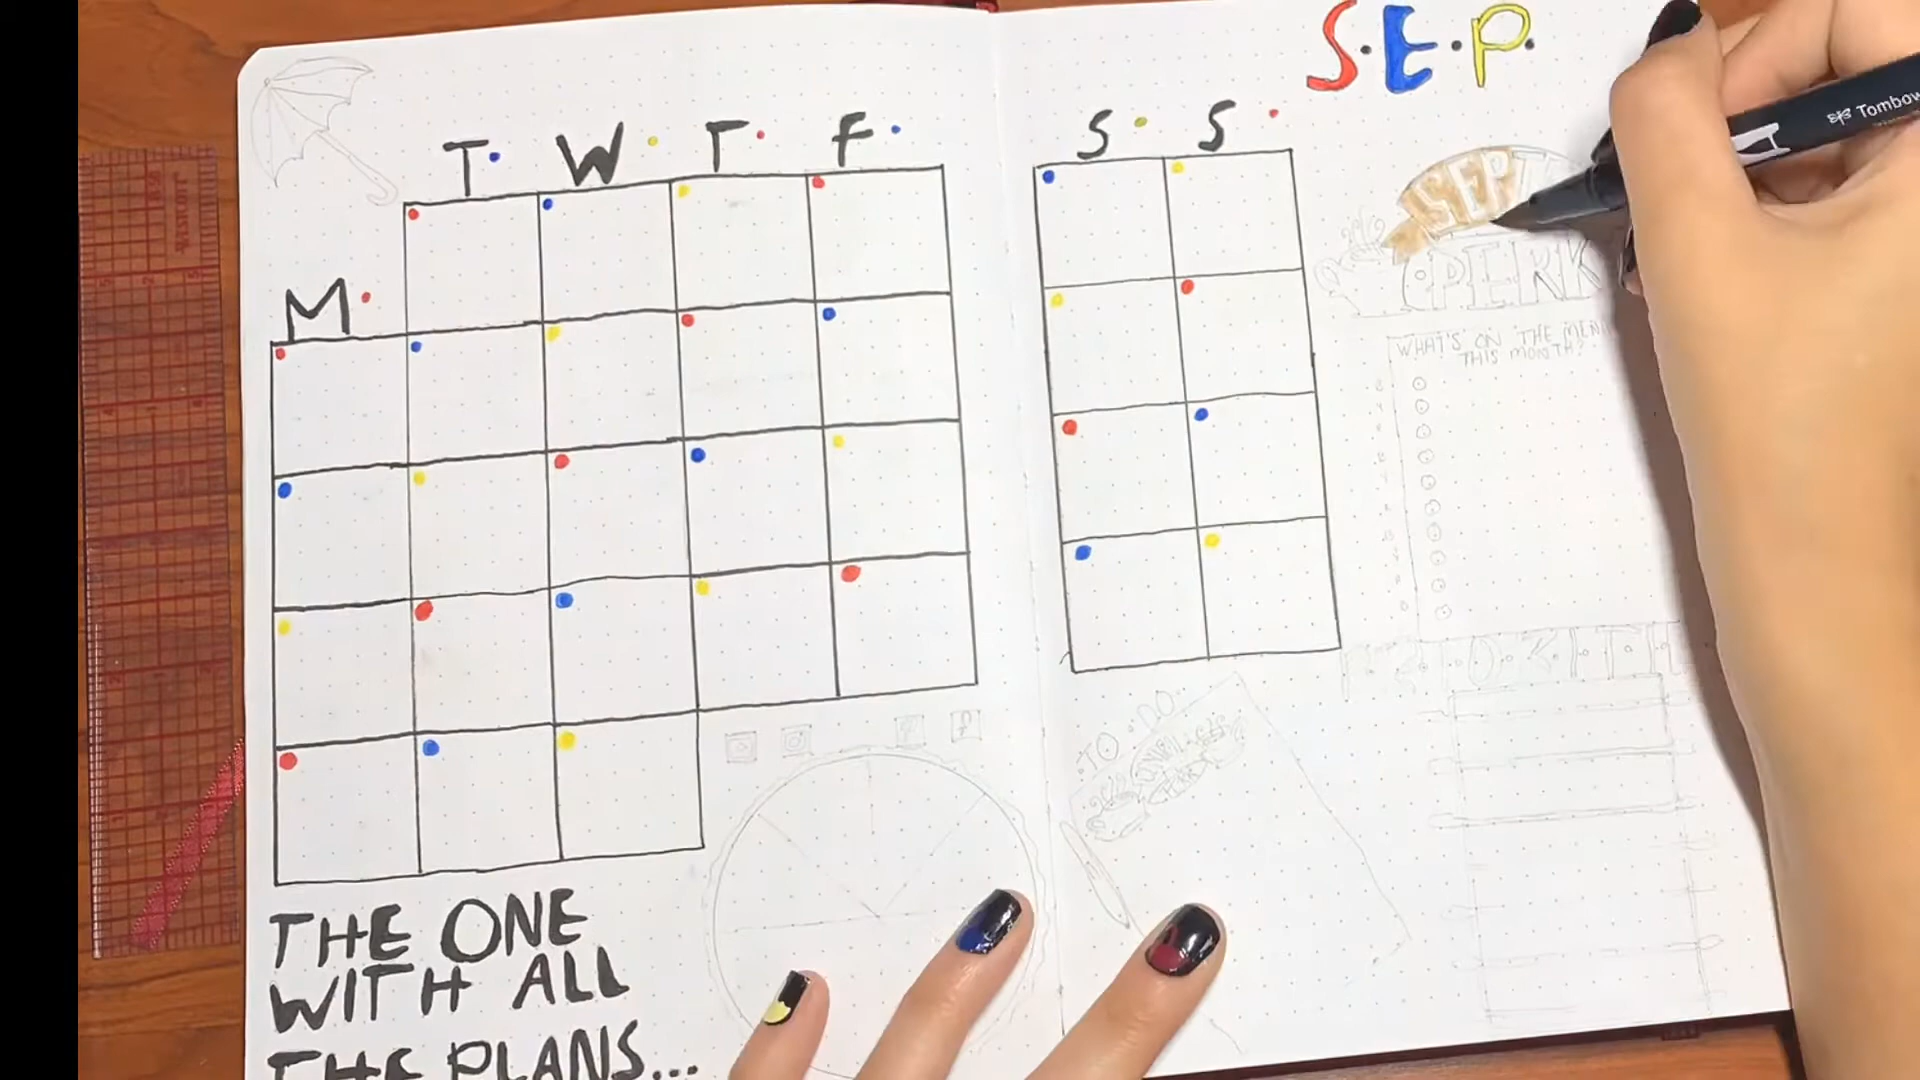 S.E.P.
T. W. T. F.
S. S.
M.
Tombow
SEPT
PERK
WHAT'S ON THE MENU
THIS MONTH?
TO DO
THE ONE
WITH ALL
THE PLANS...